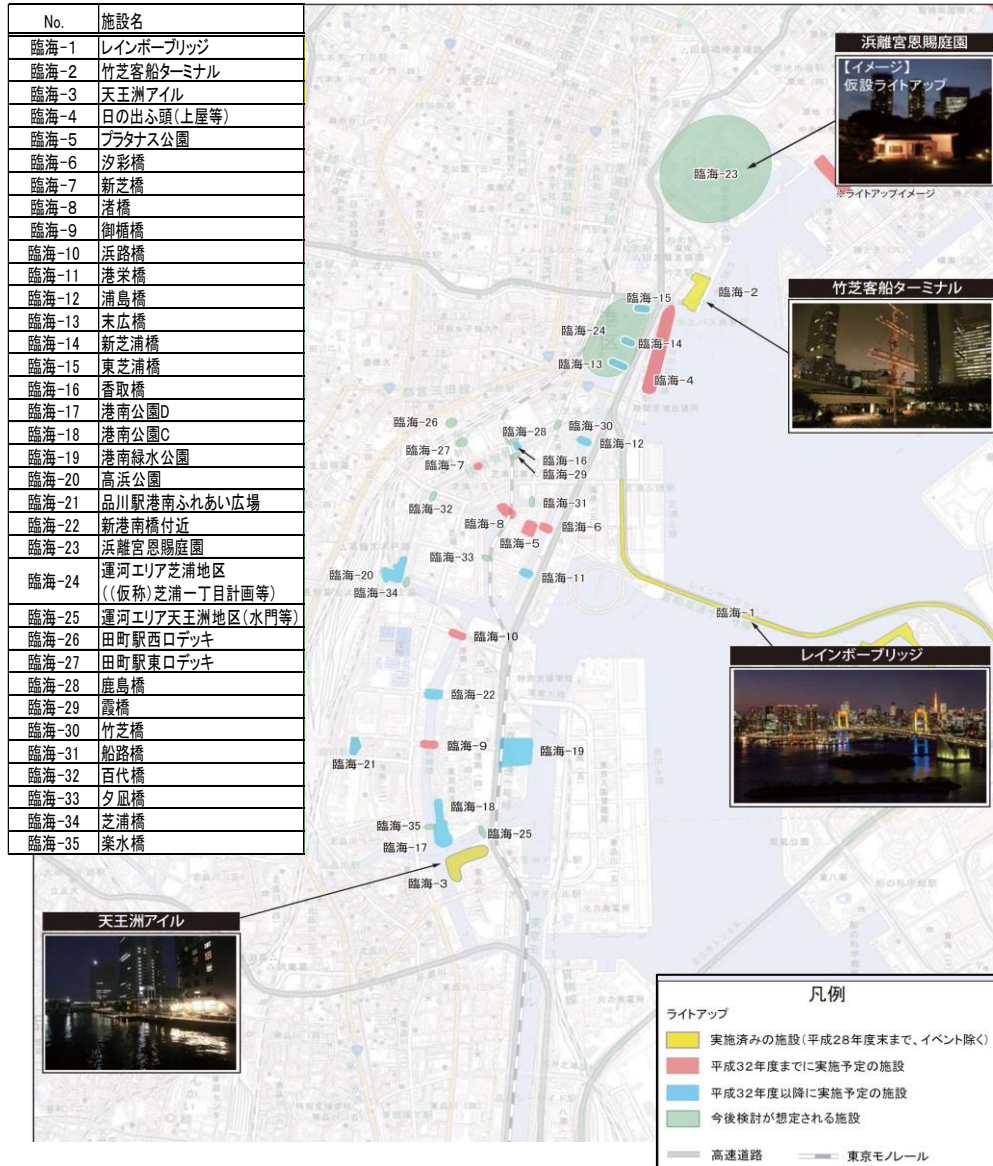 No. 施設名
臨海-1 レインボーブリッジ
臨海-2 竹芝客船ターミナル
臨海-3 天王洲アイル
臨海-4 日の出ふ頭(上屋等)
臨海-5 プラタナス公園
臨海-6 汐彩橋
臨海-7 新芝橋
臨海-8 渚橋
臨海-9 御楯橋
臨海-10 浜路橋
臨海-11 港栄橋
臨海-12 浦島橋
臨海-13 末広橋
臨海-14 新芝浦橋
臨海-15 東芝浦橋
臨海-16 香取橋
臨海-17 港南公園D
臨海-18 港南公園C
臨海-19 港南緑水公園
臨海-20 高浜公園
臨海-21 品川駅港南ふれあい広場
臨海-22 新港南橋付近
臨海-23 浜離宮恩賜庭園
臨海-24 運河エリア芝浦地区
((仮称)芝浦一丁目計画等)
臨海-25 運河エリア天王洲地区(水門等)
臨海-26 田町駅西口デッキ
臨海-27 田町駅東口デッキ
臨海-28 鹿島橋
臨海-29 霞橋
臨海-30 竹芝橋
臨海-31 船路橋
臨海-32 百代橋
臨海-33 夕凪橋
臨海-34 芝浦橋
臨海-35 楽水橋
浜離宮恩賜庭園
【イメージ】
仮設ライトアップ
※ライトアップイメージ
臨海-23
竹芝客船ターミナル
臨海-2
臨海-15
臨海-24
臨海-14
臨海-13
臨海-4
臨海-26
臨海-28
臨海-30
臨海-27
臨海-12
臨海-7
臨海-16
臨海-29
臨海-32
臨海-31
臨海-8
臨海-6
臨海-5
臨海-33
臨海-20
臨海-11
臨海-34
臨海-1
臨海-10
レインボーブリッジ
臨海-22
臨海-9
臨海-19
臨海-21
臨海-18
臨海-35
臨海-25
臨海-17
臨海-3
天王洲アイル
凡例
ライトアップ
実施済みの施設(平成28年度末まで、イベント除く)
平成32年度までに実施予定の施設
平成32年度以降に実施予定の施設
今後検討が想定される施設
高速道路 東京モノレール